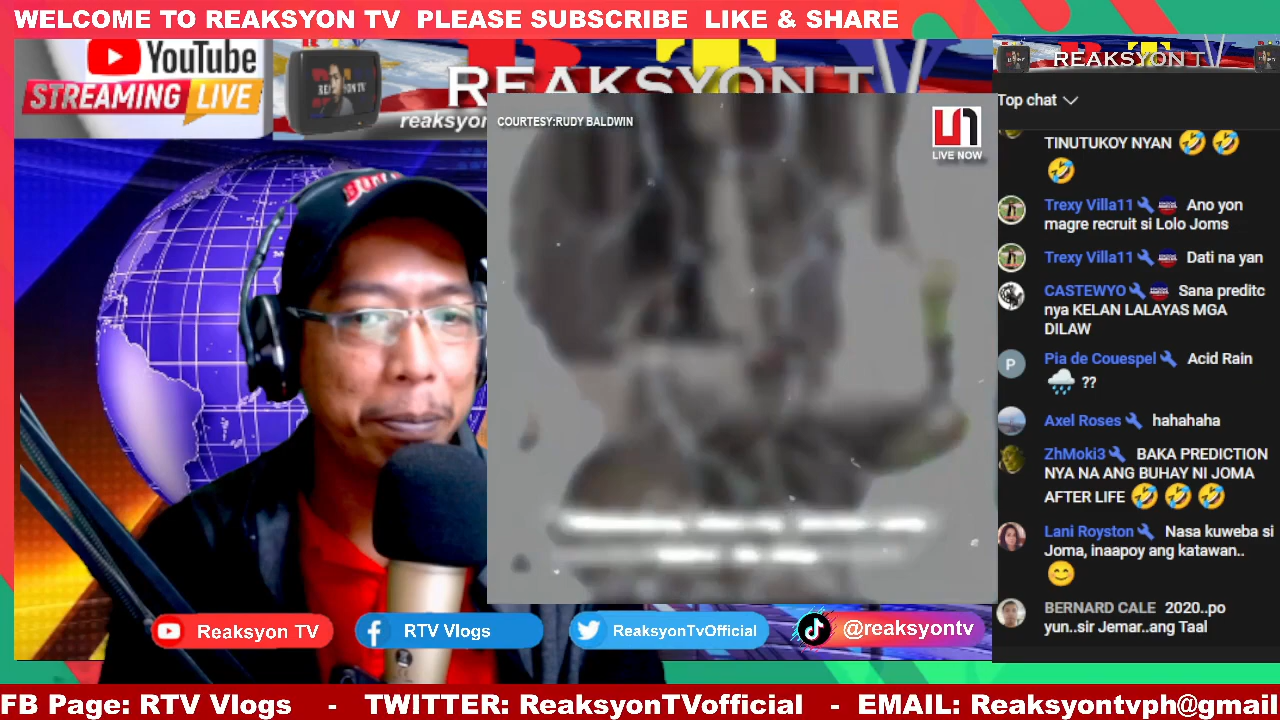 WELCOME TO REAKSYON TV PLEASE SUBSCRIBE LIKE & SHARE
YouTube
STREAMING LIVE
REAKSYON TV
REAKSYON T
reaksyon
COURTESY:RUDY BALDWIN
LIVE NOW
REAKSYON TV
Top chat
TINUTUKOY NYAN 🤣 🤣
🤣
Trexy Villa11 Ano yon
magre recruit si Lolo Joms
Trexy Villa11 Dati na yan
CASTEWYO Sana preditc
nya KELAN LALAYAS MGA
DILAW
P
Pia de Couespel Acid Rain
🌧️ ??
Axel Roses hahahaha
ZhMoki3 BAKA PREDICTION
NYA NA ANG BUHAY NI JOMA
AFTER LIFE 🤣 🤣 🤣
Lani Royston Nasa kuweba si
Joma, inaapoy ang katawan..
😊
BERNARD CALE 2020..po
yun..sir Jemar..ang Taal
Reaksyon TV
RTV Vlogs
ReaksyonTvOfficial
@reaksyontv
FB Page: RTV Vlogs - TWITTER: ReaksyonTVofficial - EMAIL: Reaksyontvph@gmail